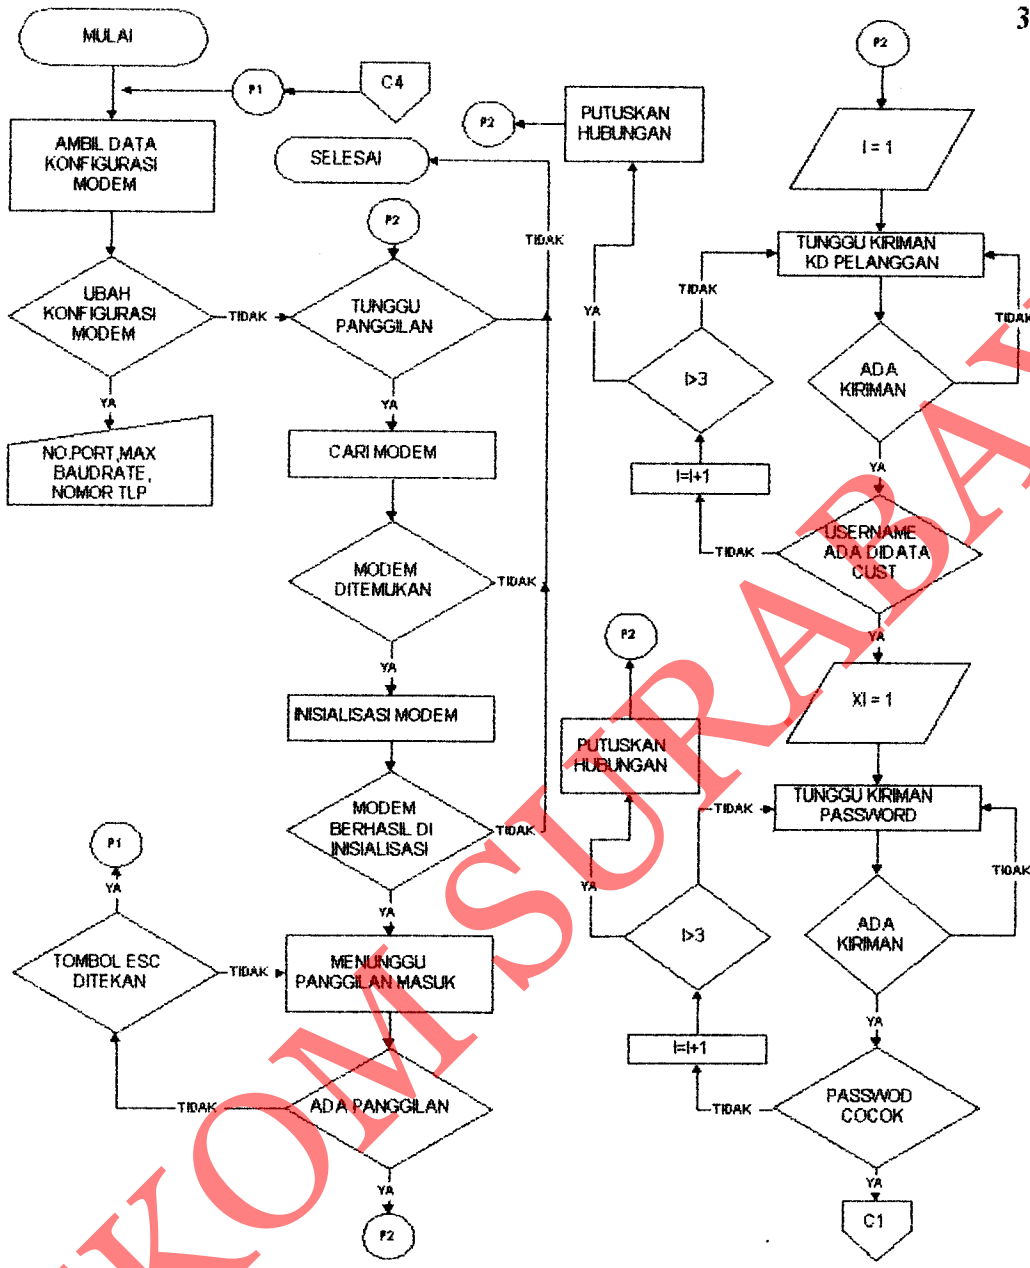 3
MULAI
P1
C4
AMBIL DATA
KONFIGURASI
MODEM
SELESAI
P2
UBAH
KONFIGURASI
MODEM
TIDAK
TUNGGU
PANGGILAN
TIDAK
YA
NO.PORT,MAX
BAUDRATE,
NOMOR TLP
YA
CARI MODEM
MODEM
DITEMUKAN
TIDAK
YA
INISIALISASI MODEM
MODEM
BERHASIL DI
INISIALISASI
TIDAK
YA
P1
YA
TOMBOL ESC
DITEKAN
TIDAK
MENUNGGU
PANGGILAN MASUK
TIDAK
ADA PANGGILAN
YA
P2
P2
PUTUSKAN
HUBUNGAN
P2
I = 1
TUNGGU KIRIMAN
KD PELANGGAN
TIDAK
YA
TIDAK
I>3
ADA
KIRIMAN
YA
I=I+1
TIDAK
USERNAME
ADA DIDATA
CUST
YA
P2
XI = 1
PUTUSKAN
HUBUNGAN
TUNGGU KIRIMAN
PASSWORD
TIDAK
YA
TIDAK
I>3
ADA
KIRIMAN
YA
I=I+1
TIDAK
PASSWOD
COCOK
YA
C1
KOM SURABAY